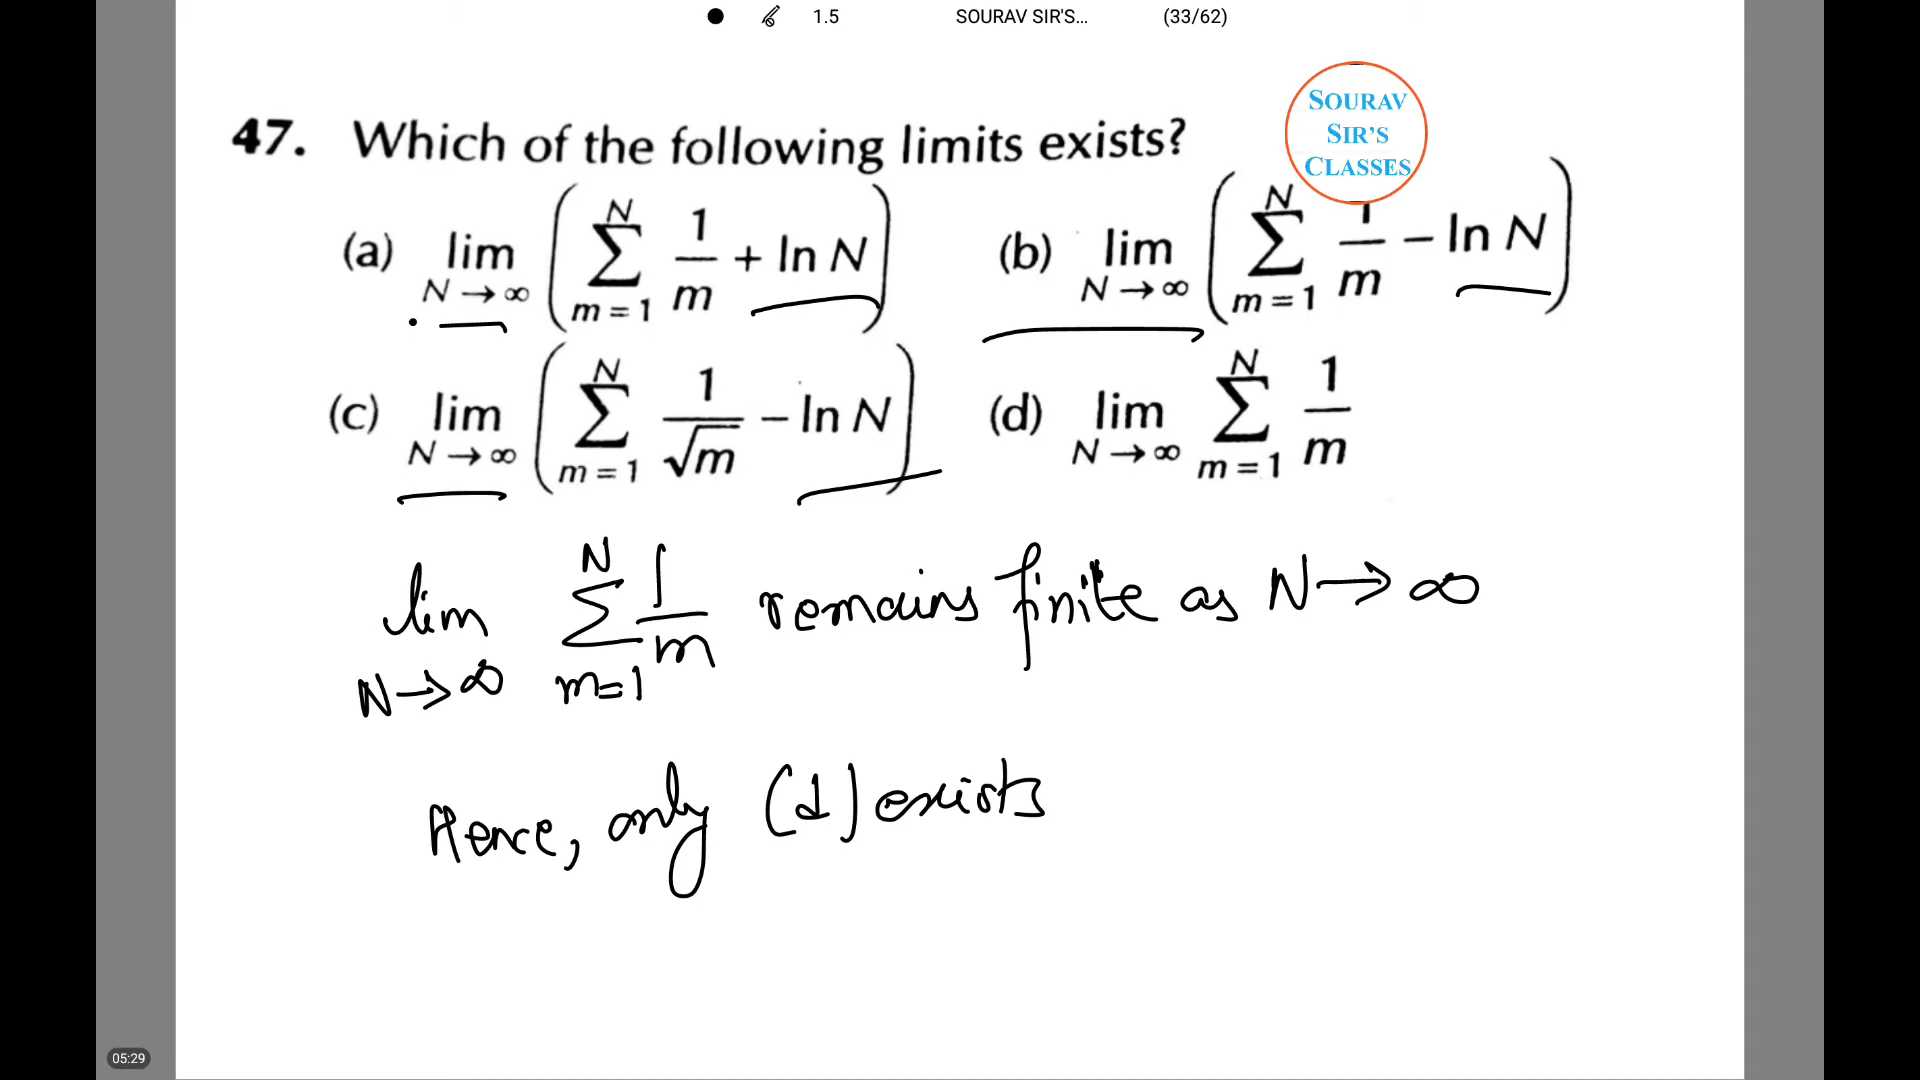 1.5 SOURAV SIR'S... (33/62)
SOURAV
SIR'S
CLASSES
47. Which of the following limits exists?
(a) lim N → ∞ ( N ∑ m = 1 1/m + ln N ) (b) lim N → ∞ ( N ∑ m = 1 1/m − ln N )
(c) lim N → ∞ ( N ∑ m = 1 1/√m − ln N ) (d) lim N → ∞ N ∑ m = 1 1/m
lim N → ∞ N ∑ m=1 1/m remains finite as N → ∞
Hence, only (d) exists
05:29